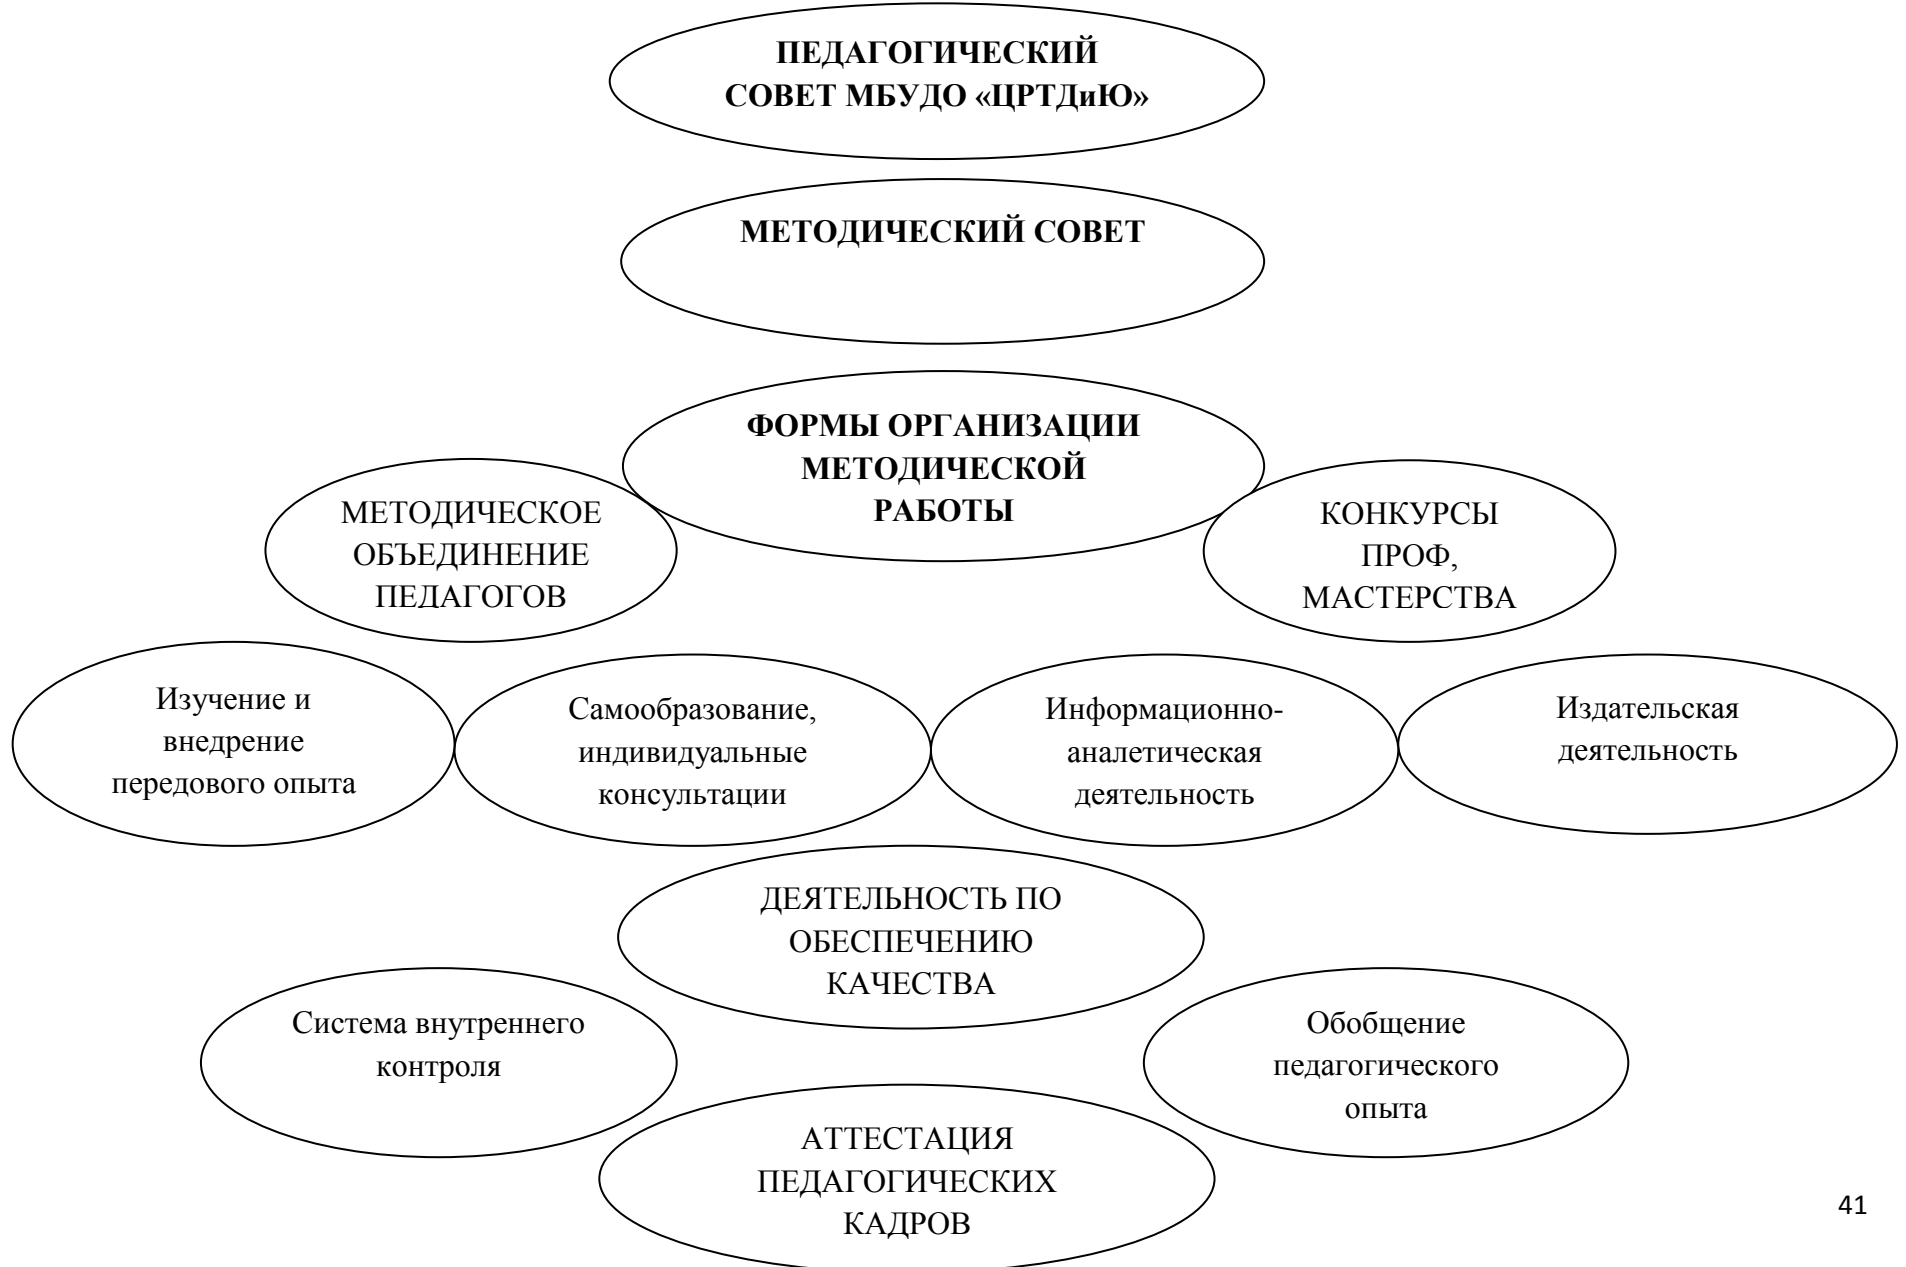 ПЕДАГОГИЧЕСКИЙ
СОВЕТ МБУДО «ЦРТДиЮ»
МЕТОДИЧЕСКИЙ СОВЕТ
ФОРМЫ ОРГАНИЗАЦИИ
МЕТОДИЧЕСКОЙ
РАБОТЫ
МЕТОДИЧЕСКОЕ
ОБЪЕДИНЕНИЕ
ПЕДАГОГОВ
КОНКУРСЫ
ПРОФ,
МАСТЕРСТВА
Изучение и
внедрение
передового опыта
Самообразование,
индивидуальные
консультации
Информационно-
аналетическая
деятельность
Издательская
деятельность
ДЕЯТЕЛЬНОСТЬ ПО
ОБЕСПЕЧЕНИЮ
КАЧЕСТВА
Система внутреннего
контроля
Обобщение
педагогического
опыта
АТТЕСТАЦИЯ
ПЕДАГОГИЧЕСКИХ
КАДРОВ
41